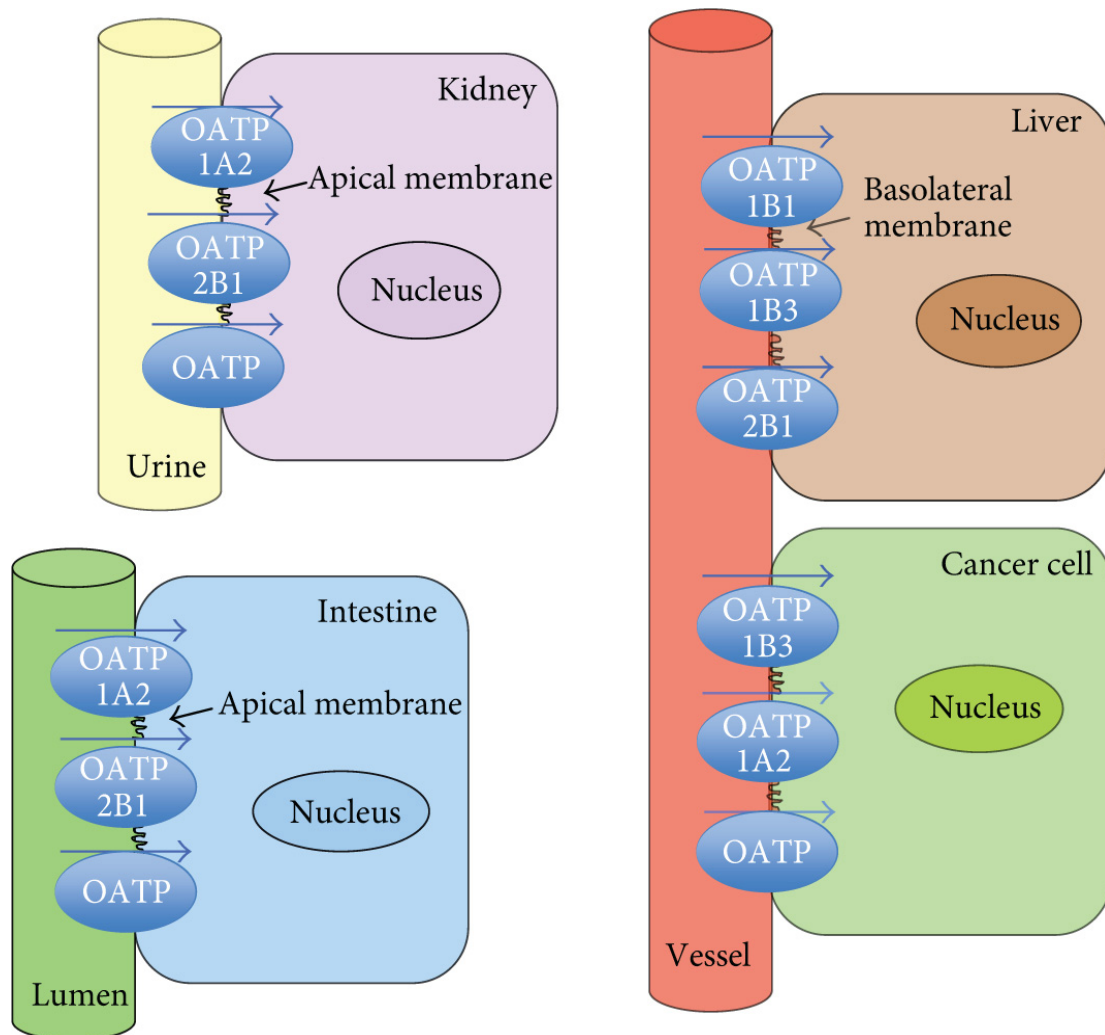 Kidney
OATP
1A2
Apical membrane
OATP
2B1
Nucleus
OATP
Urine
Intestine
OATP
1A2
Apical membrane
OATP
2B1
Nucleus
OATP
Lumen
Liver
OATP
1B1
Basolateral
membrane
OATP
1B3
Nucleus
OATP
2B1
Cancer cell
OATP
1B3
Nucleus
OATP
1A2
OATP
Vessel